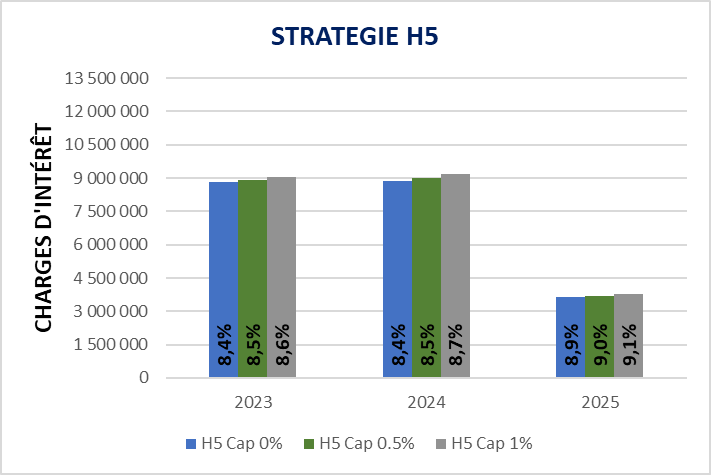 STRATEGIE H5
CHARGES D'INTÉRÊT
13 500 000
12 000 000
10 500 000
9 000 000
7 500 000
6 000 000
4 500 000
3 000 000
1 500 000
0
8,4%
8,5%
8,6%
8,4%
8,5%
8,7%
8,9%
9,0%
9,1%
2023
2024
2025
H5 Cap 0%
H5 Cap 0.5%
H5 Cap 1%